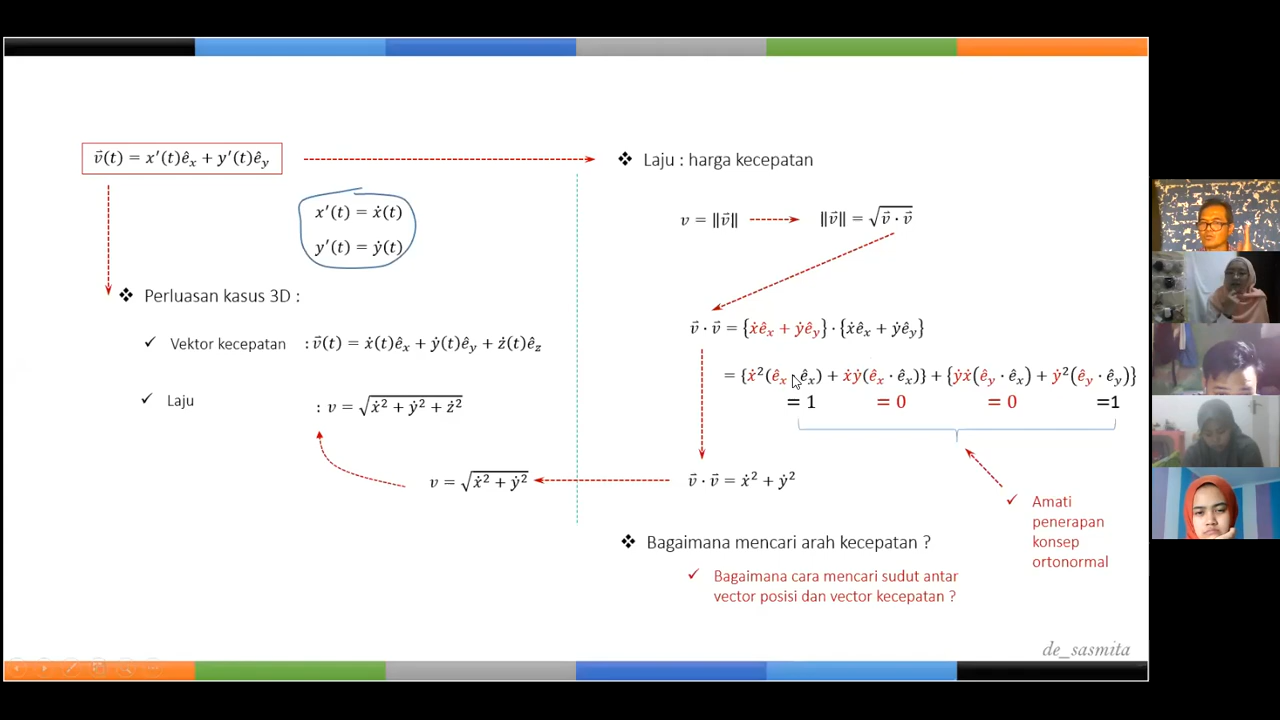 v⃗(t) = x′(t)ê_x + y′(t)ê_y
x′(t) = ẋ(t)
y′(t) = ẏ(t)
❖ Perluasan kasus 3D :
✓ Vektor kecepatan : v⃗(t) = ẋ(t)ê_x + ẏ(t)ê_y + ż(t)ê_z
✓ Laju : v = √(ẋ² + ẏ² + ż²)
v = √(ẋ² + ẏ²)
❖ Laju : harga kecepatan
v = ‖v⃗‖ ‖v⃗‖ = √(v⃗ · v⃗)
v⃗ · v⃗ = {ẋê_x + ẏê_y} · {ẋê_x + ẏê_y}
= {ẋ²(ê_x · ê_x) + ẋẏ(ê_x · ê_x)} + {ẏẋ(ê_y · ê_x) + ẏ²(ê_y · ê_y)}
= 1 = 0 = 0 =1
v⃗ · v⃗ = ẋ² + ẏ²
✓ Amati
penerapan
konsep
ortonormal
❖ Bagaimana mencari arah kecepatan ?
✓ Bagaimana cara mencari sudut antar
vector posisi dan vector kecepatan ?
de_sasmita